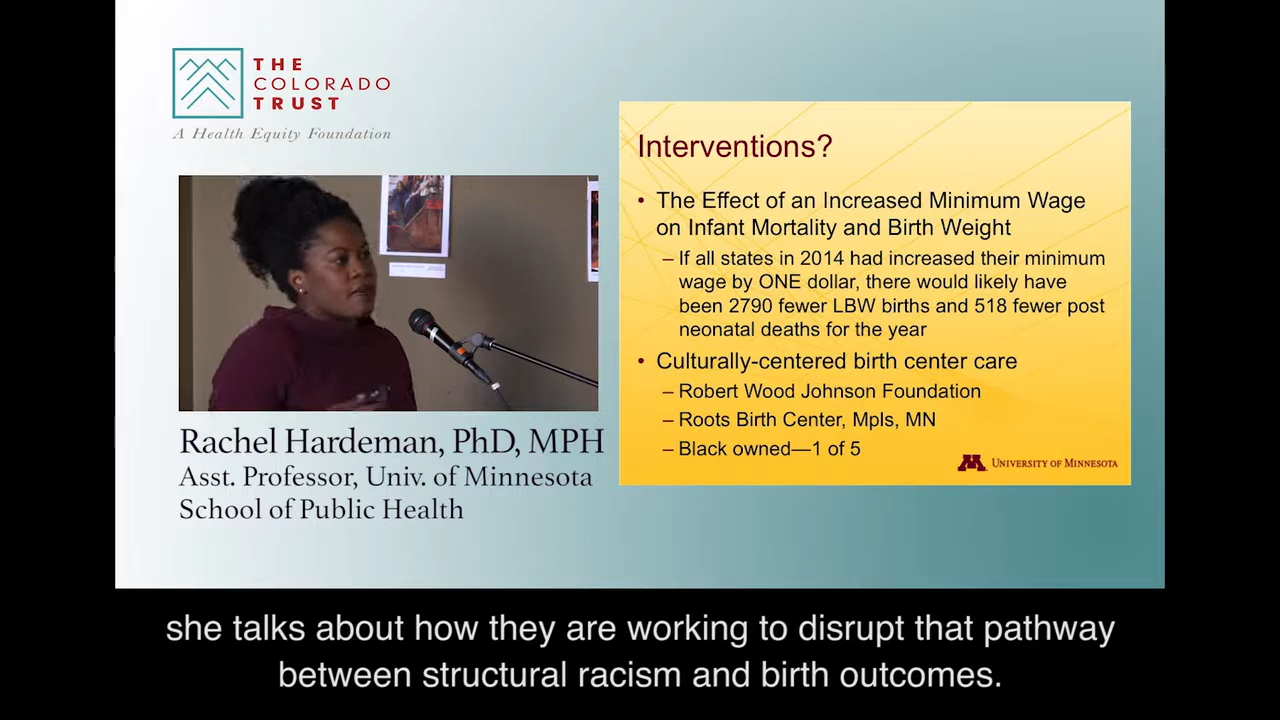 THE
COLORADO
TRUST
A Health Equity Foundation
Interventions?
• The Effect of an Increased Minimum Wage
on Infant Mortality and Birth Weight
– If all states in 2014 had increased their minimum
wage by ONE dollar, there would likely have
been 2790 fewer LBW births and 518 fewer post
neonatal deaths for the year
• Culturally-centered birth center care
– Robert Wood Johnson Foundation
– Roots Birth Center, Mpls, MN
– Black owned—1 of 5
M UNIVERSITY OF MINNESOTA
Rachel Hardeman, PhD, MPH
Asst. Professor, Univ. of Minnesota
School of Public Health
she talks about how they are working to disrupt that pathway
between structural racism and birth outcomes.